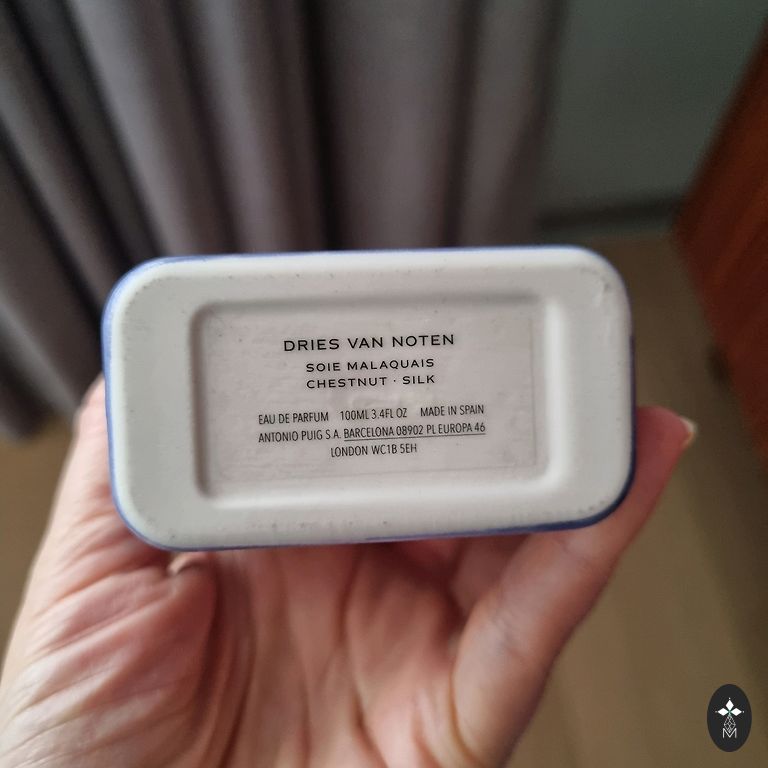 DRIES VAN NOTEN
SOIE MALAQUAIS
CHESTNUT · SILK
EAU DE PARFUM 100ML 3.4FL OZ MADE IN SPAIN
ANTONIO PUIG S.A. BARCELONA 08902 PL EUROPA 46
LONDON WC1B 5EH
M